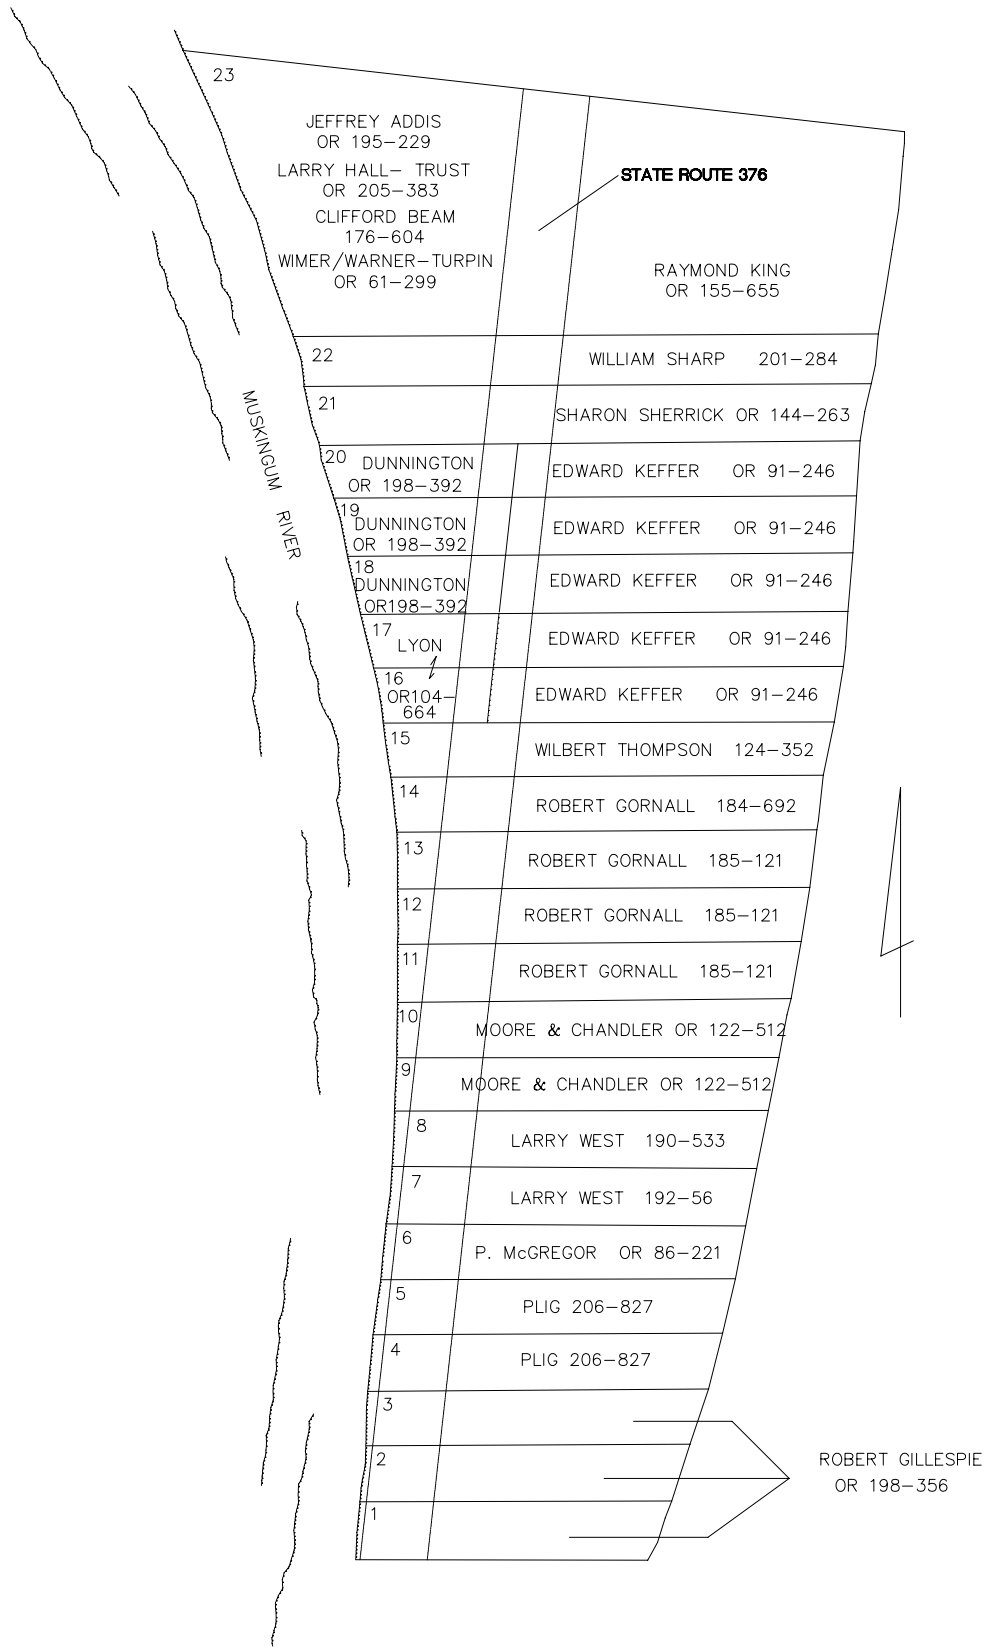 23
JEFFREY ADDIS
OR 195-229
LARRY HALL- TRUST
OR 205-383
CLIFFORD BEAM
176-604
WIMER/WARNER-TURPIN
OR 61-299
STATE ROUTE 376
RAYMOND KING
OR 155-655
MUSKINGUM RIVER
22
WILLIAM SHARP 201-284
21
SHARON SHERRICK OR 144-263
20 DUNNINGTON
OR 198-392
EDWARD KEFFER OR 91-246
19
DUNNINGTON
OR 198-392
EDWARD KEFFER OR 91-246
18
DUNNINGTON
OR198-392
EDWARD KEFFER OR 91-246
17
LYON
EDWARD KEFFER OR 91-246
16
OR104-
664
EDWARD KEFFER OR 91-246
15
WILBERT THOMPSON 124-352
14
ROBERT GORNALL 184-692
13
ROBERT GORNALL 185-121
12
ROBERT GORNALL 185-121
11
ROBERT GORNALL 185-121
10
MOORE & CHANDLER OR 122-512
9
MOORE & CHANDLER OR 122-512
8
LARRY WEST 190-533
7
LARRY WEST 192-56
6
P. McGREGOR OR 86-221
5
PLIG 206-827
4
PLIG 206-827
3
2
1
ROBERT GILLESPIE
OR 198-356